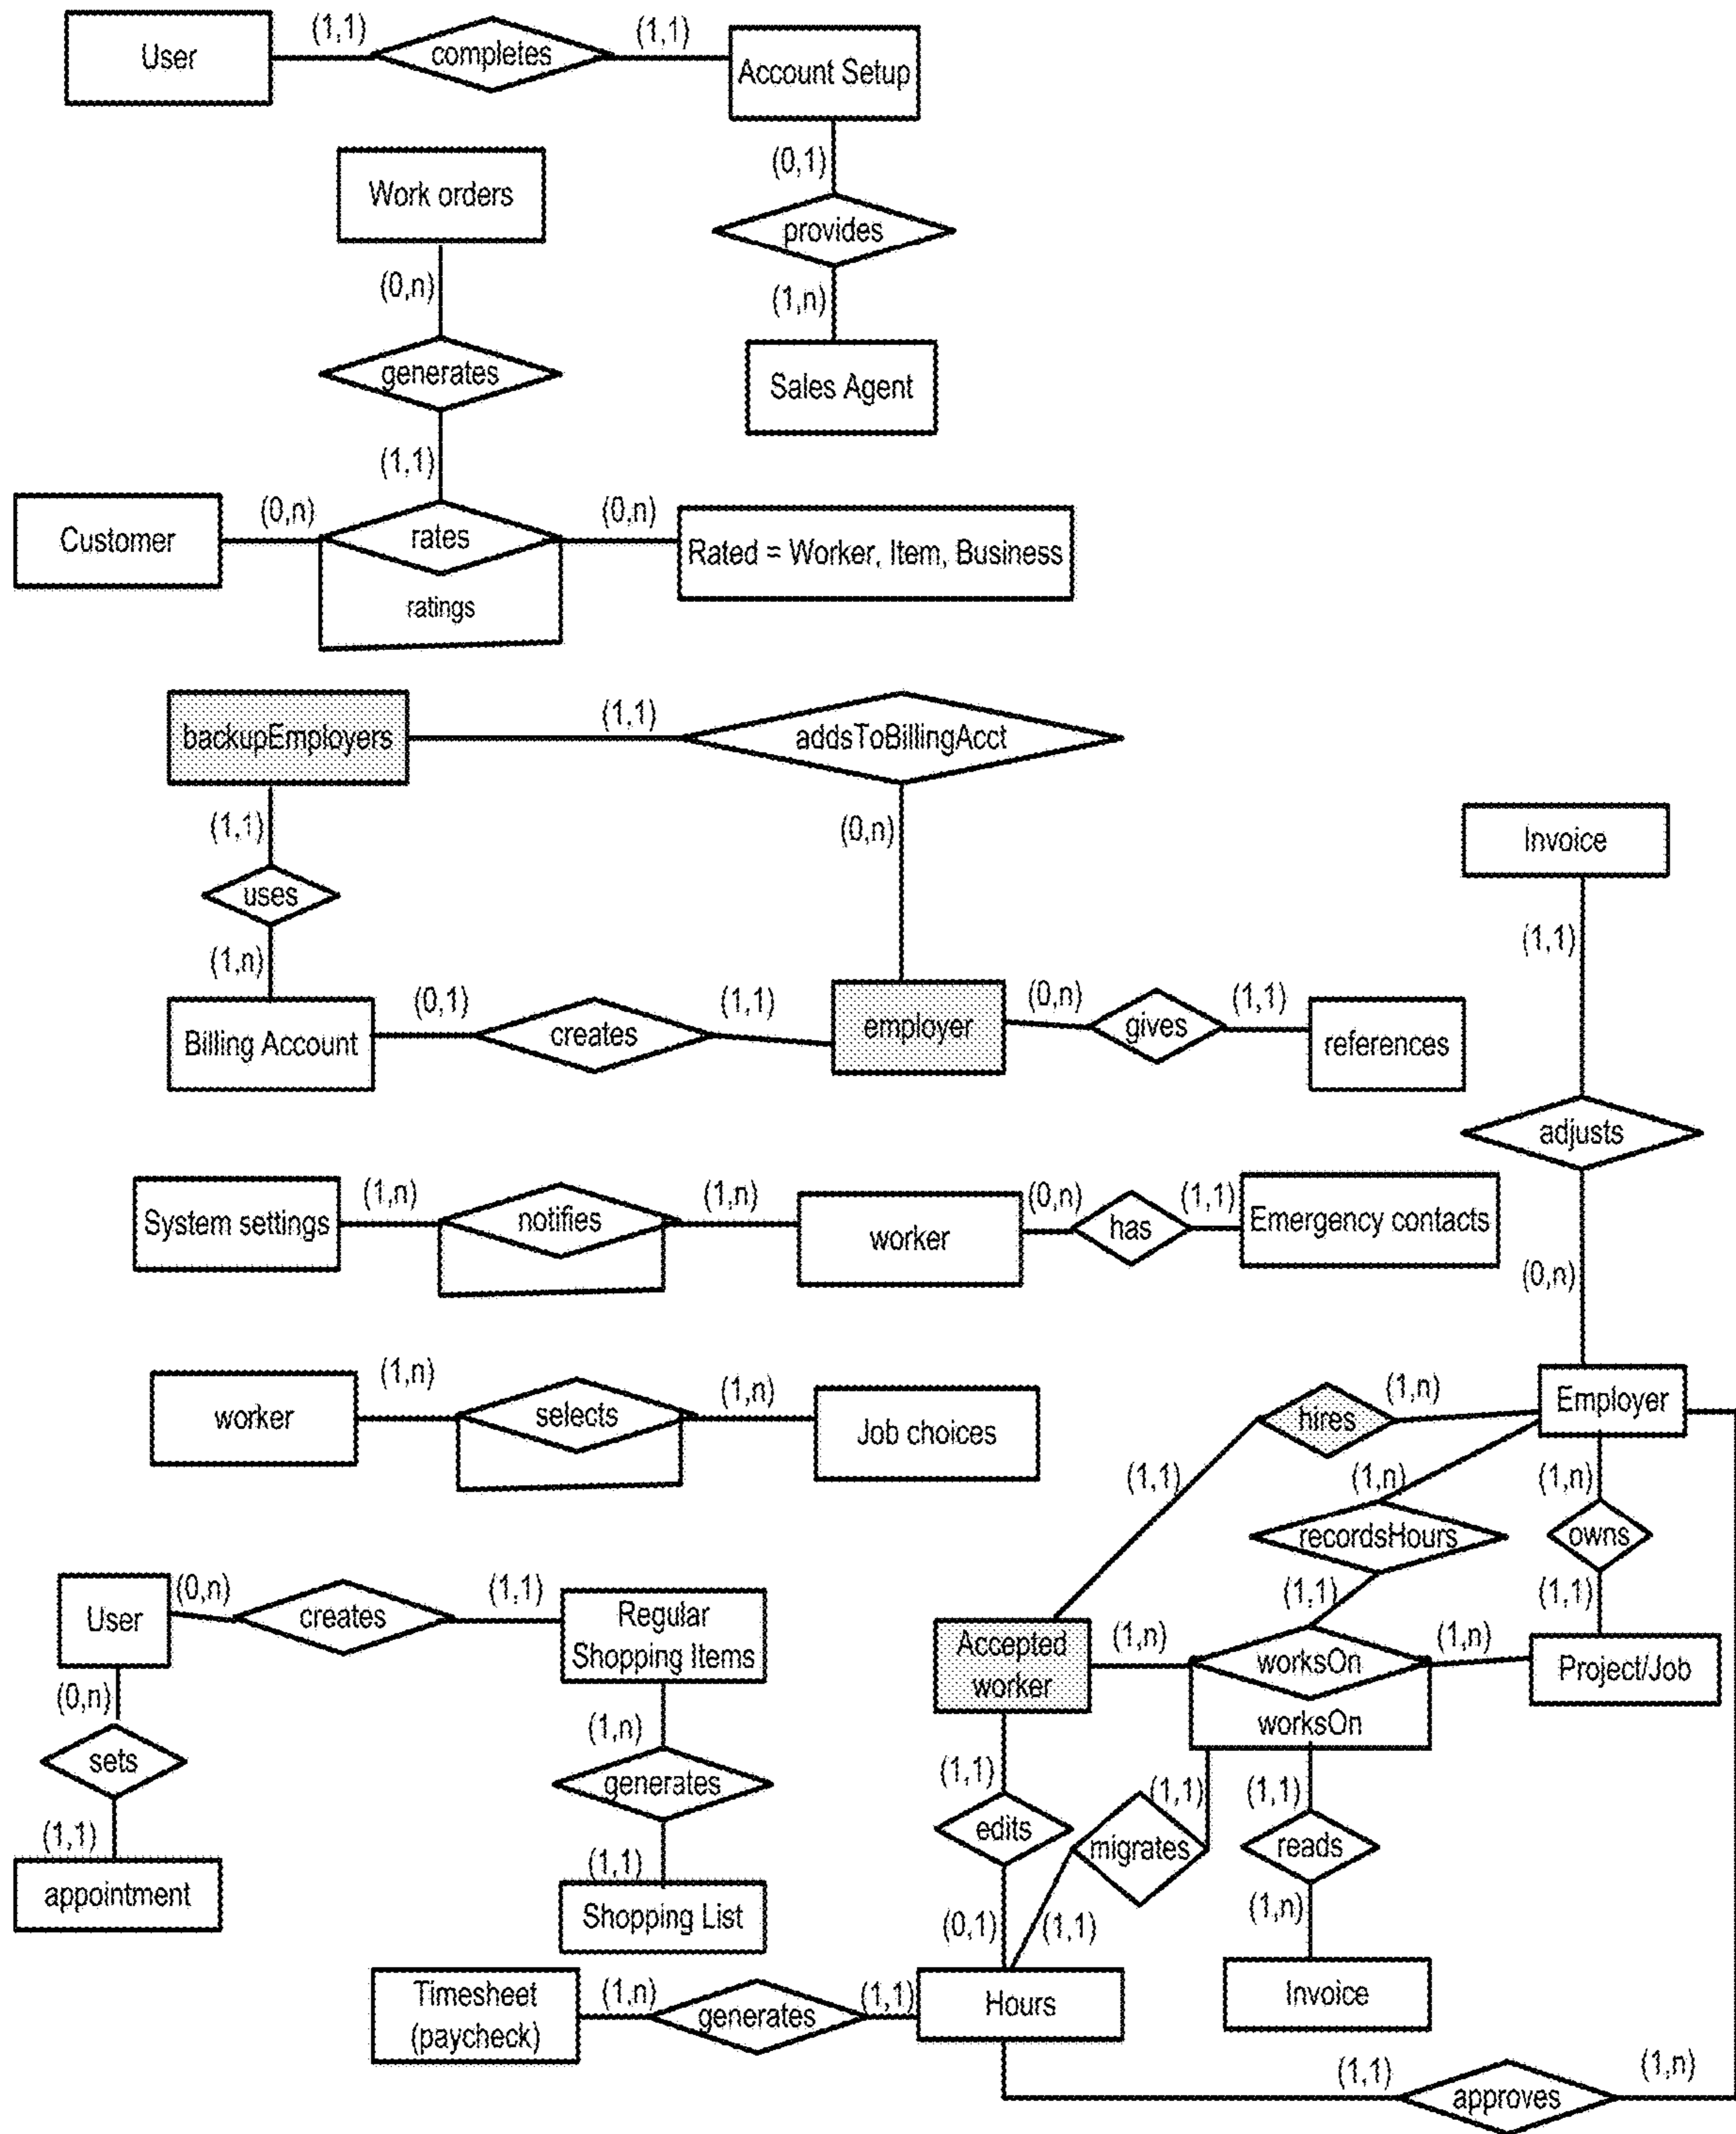 User
(1,1)
completes
(1,1)
Account Setup
(0,1)
provides
(1,n)
Sales Agent
Work orders
(0,n)
generates
(1,1)
Customer
(0,n)
rates
(0,n)
Rated = Worker, Item, Business
ratings
backupEmployers
(1,1)
addsToBillingAcct
(1,1)
(0,n)
uses
(1,n)
Billing Account
(0,1)
creates
(1,1)
employer
(0,n)
gives
(1,1)
references
Invoice
(1,1)
adjusts
(0,n)
System settings
(1,n)
notifies
(1,n)
worker
(0,n)
has
(1,1)
Emergency contacts
worker
(1,n)
selects
(1,n)
Job choices
hires
(1,n)
Employer
(1,1)
(1,n)
(1,n)
recordsHours
owns
(1,1)
(1,1)
User
(0,n)
creates
(1,1)
Regular
Shopping Items
(0,n)
sets
(1,1)
appointment
(1,n)
generates
(1,1)
Shopping List
Accepted
worker
(1,n)
worksOn
(1,n)
Project/Job
worksOn
(1,1)
edits
(0,1)
(1,1)
migrates
(1,1)
(1,1)
reads
(1,n)
Invoice
Timesheet
(paycheck)
(1,n)
generates
(1,1)
Hours
(1,1)
approves
(1,n)